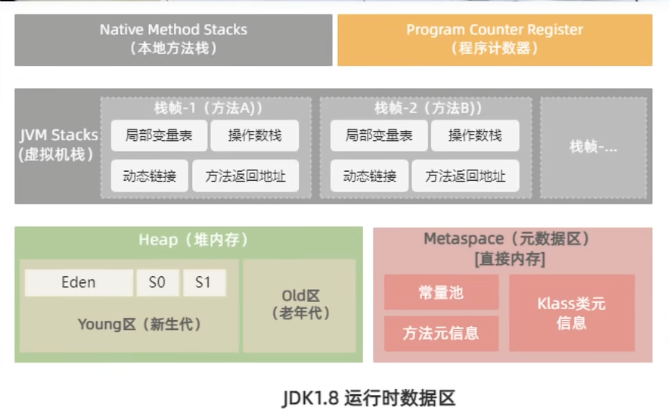 Native Method Stacks
(本地方法栈)
Program Counter Register
(程序计数器)
JVM Stacks
(虚拟机栈)
栈帧-1(方法A))
局部变量表
操作数栈
动态链接
方法返回地址
栈帧-2(方法B))
局部变量表
操作数栈
动态链接
方法返回地址
栈帧-...
Heap(堆内存)
Eden
S0
S1
Young区(新生代)
Old区
(老年代)
Metaspace(元数据区)
[直接内存]
常量池
方法元信息
Klass类元
信息
JDK1.8 运行时数据区